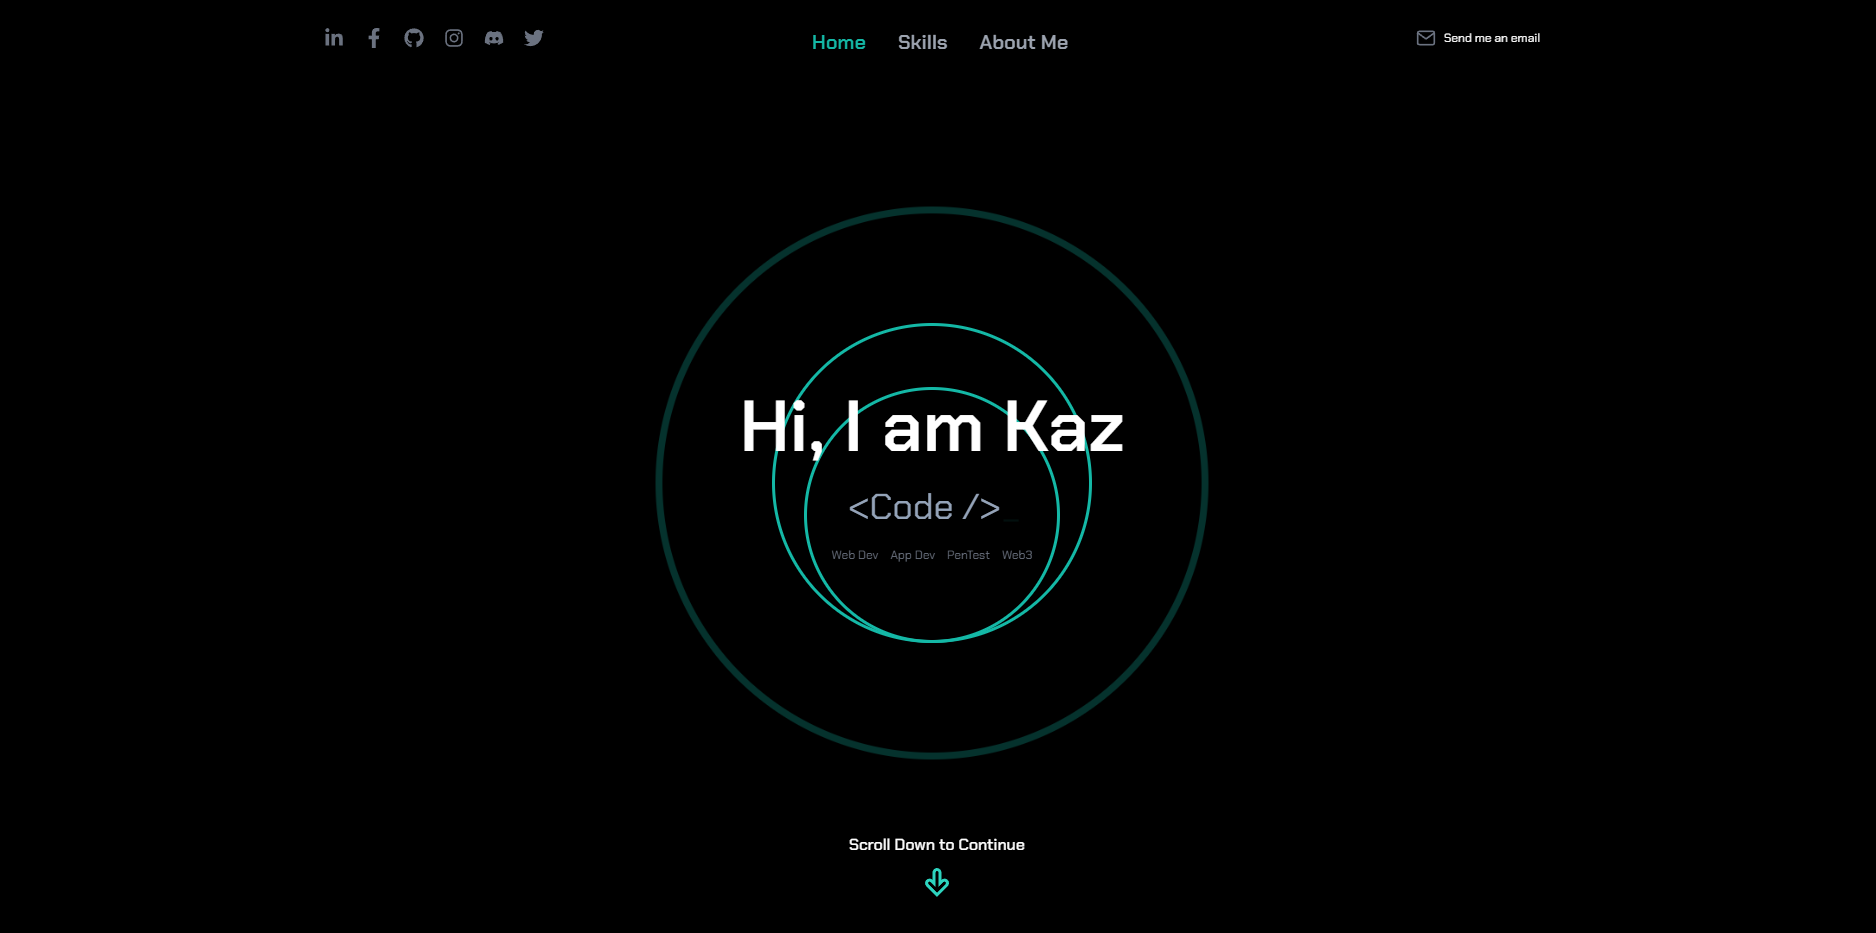 Home Skills About Me
Send me an email
Hi, I am Kaz
<Code />_
Web Dev App Dev PenTest Web3
Scroll Down to Continue